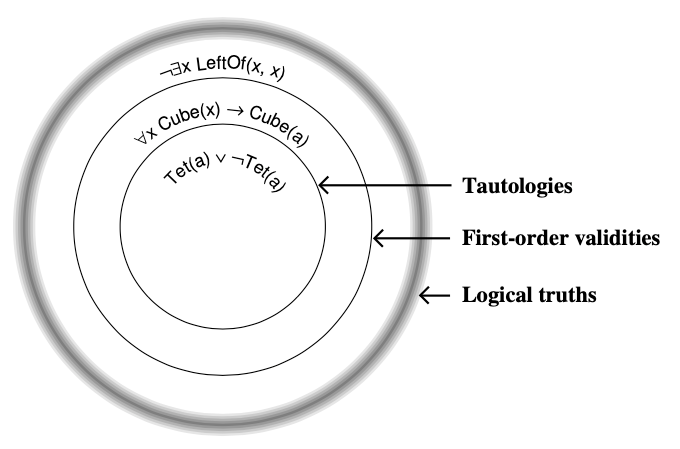 ¬∃x LeftOf(x, x)
∀x Cube(x) → Cube(a)
Tet(a) ∨ ¬Tet(a)
Tautologies
First-order validities
Logical truths